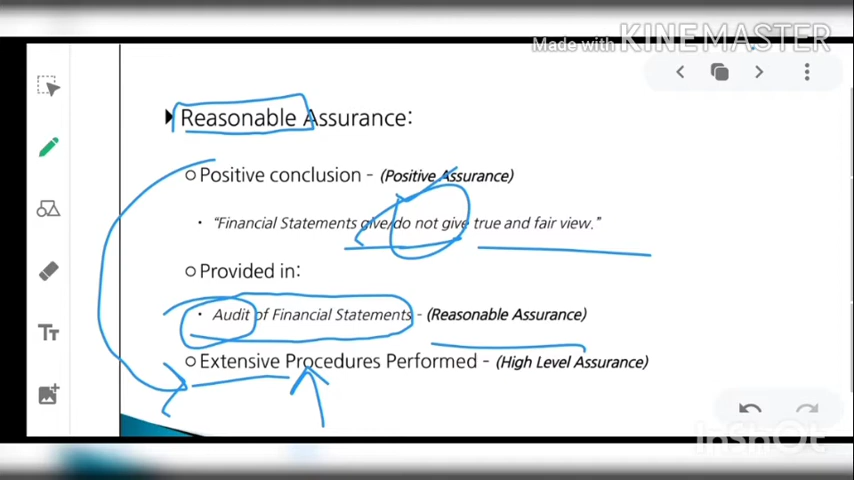 Made with KINEMASTER
Reasonable Assurance:
Positive conclusion - (Positive Assurance)
"Financial Statements give/do not give true and fair view."
Provided in:
Audit of Financial Statements - (Reasonable Assurance)
Extensive Procedures Performed - (High Level Assurance)
Tт
InShOt